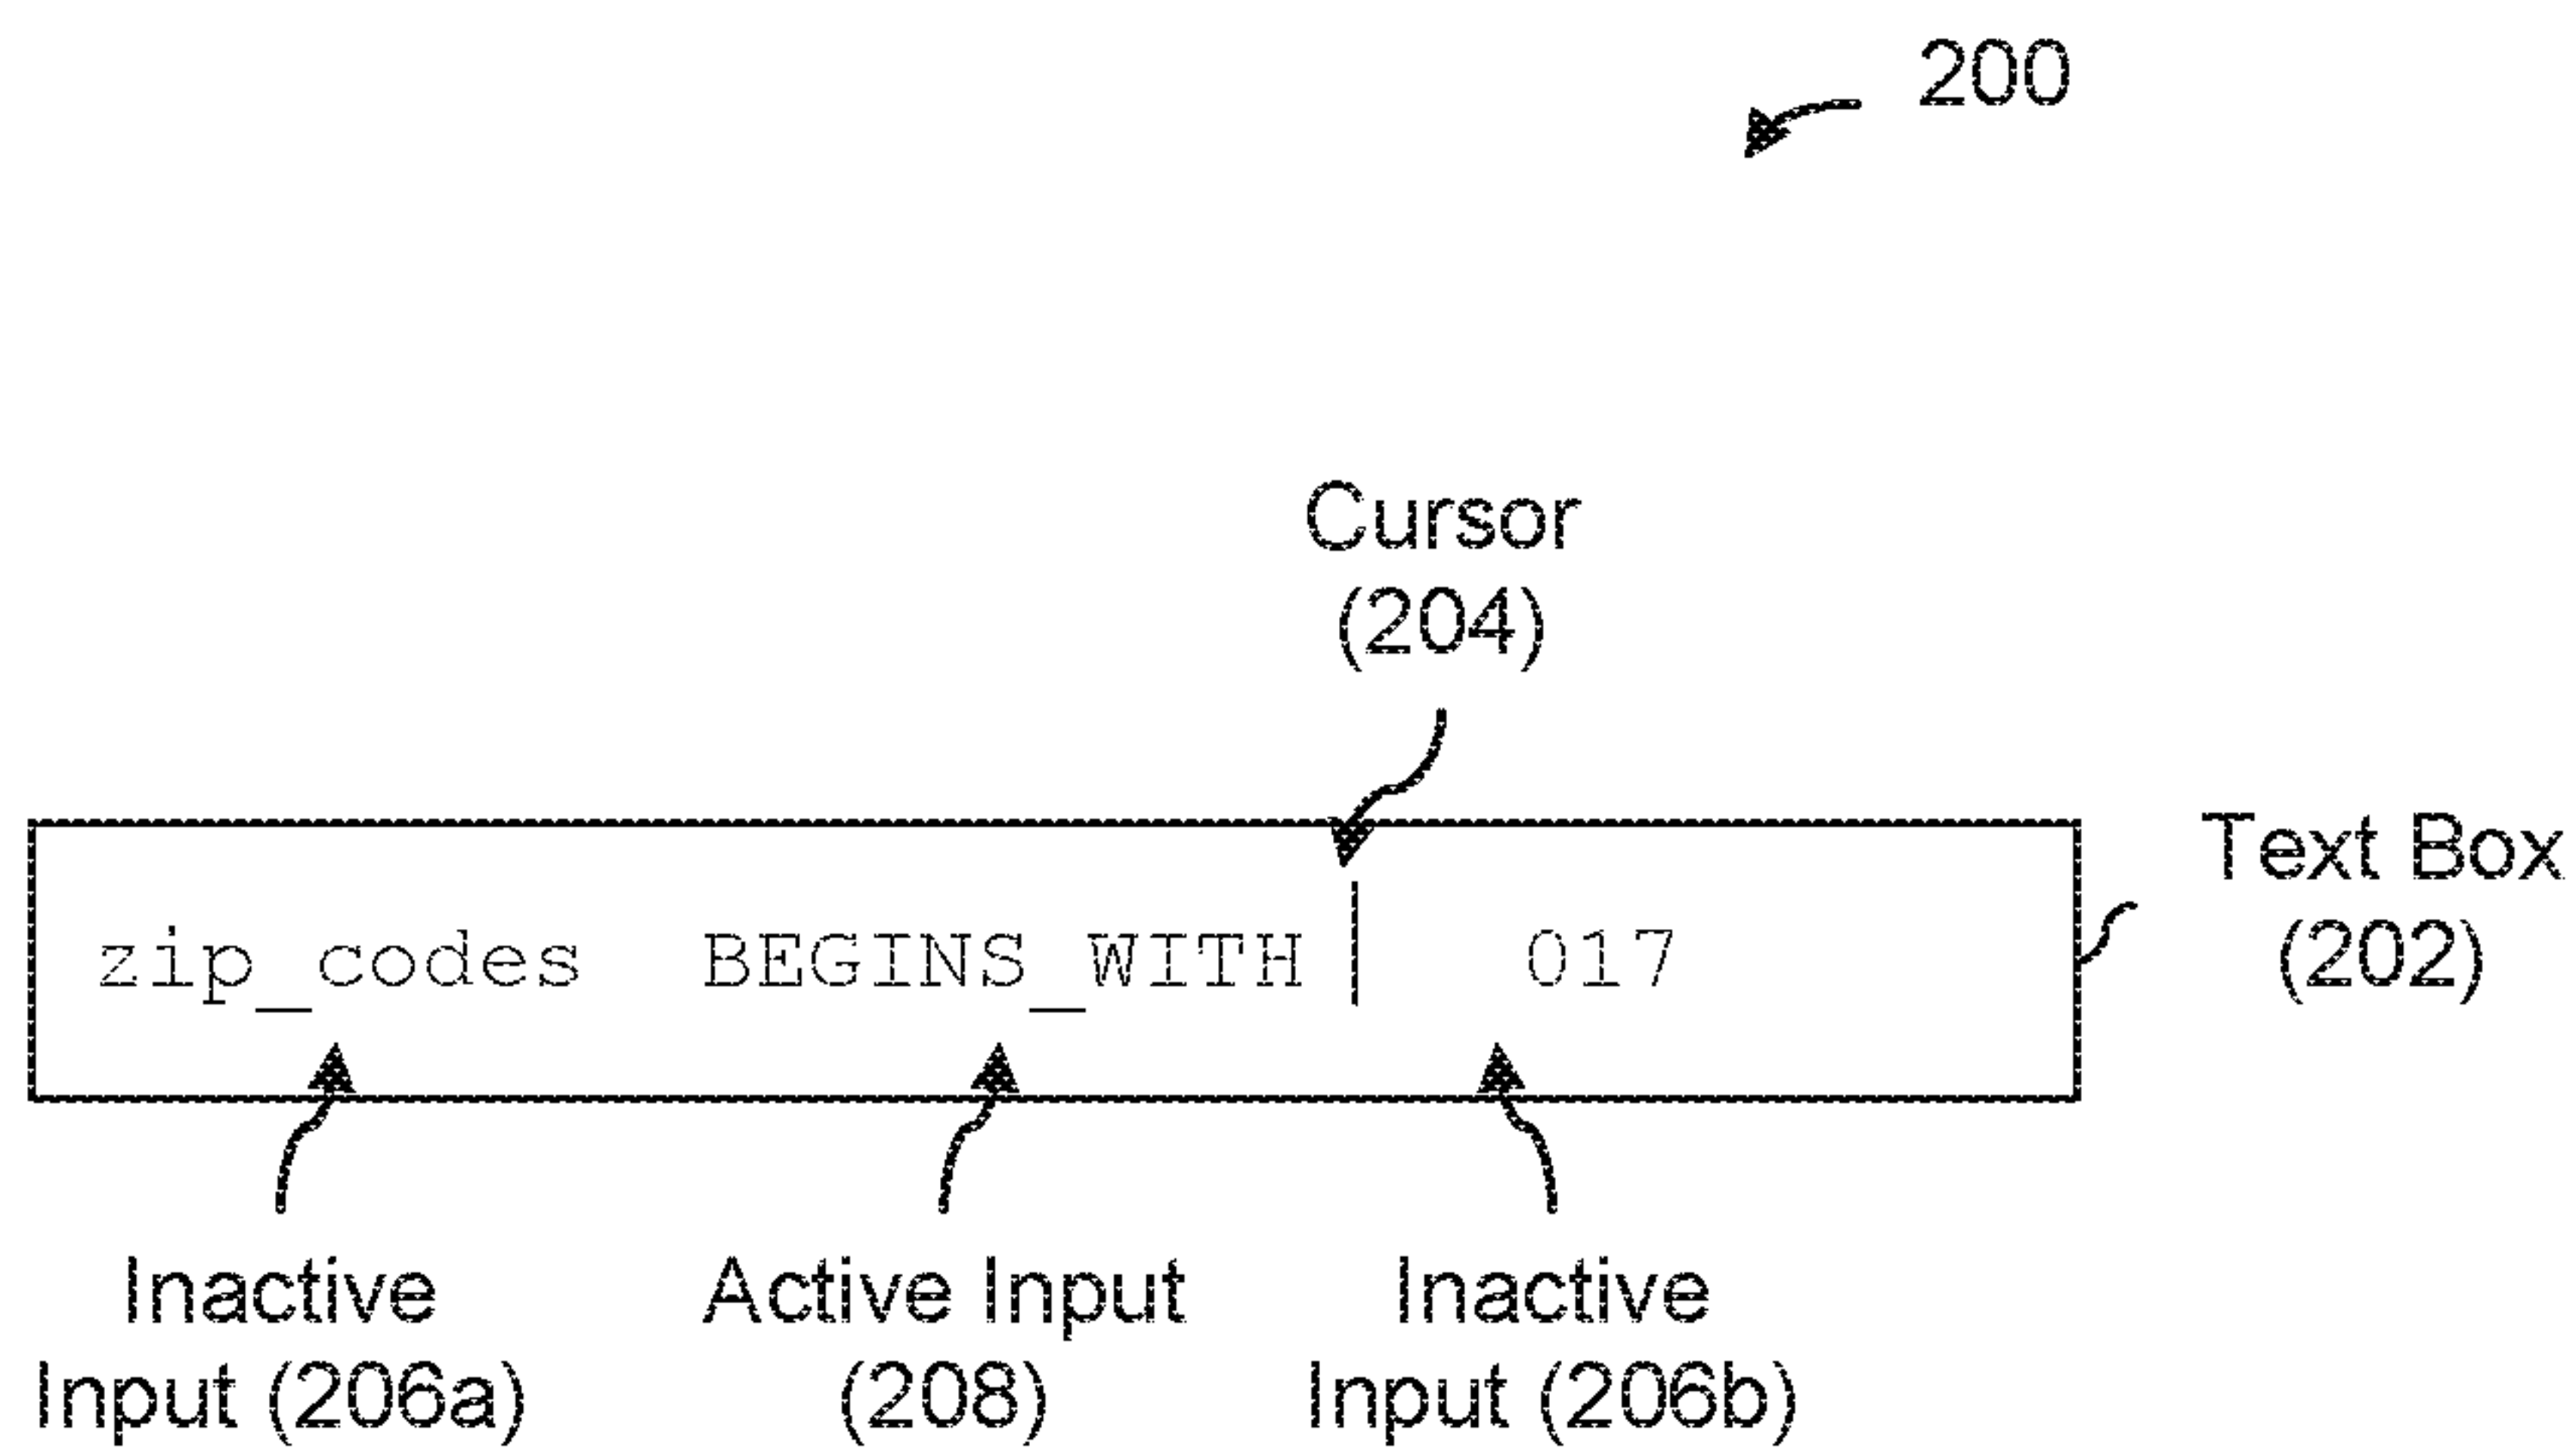 200
Cursor
(204)
Text Box
(202)
zip_codes BEGINS_WITH 017
Inactive
Input (206a)
Active Input
(208)
Inactive
Input (206b)